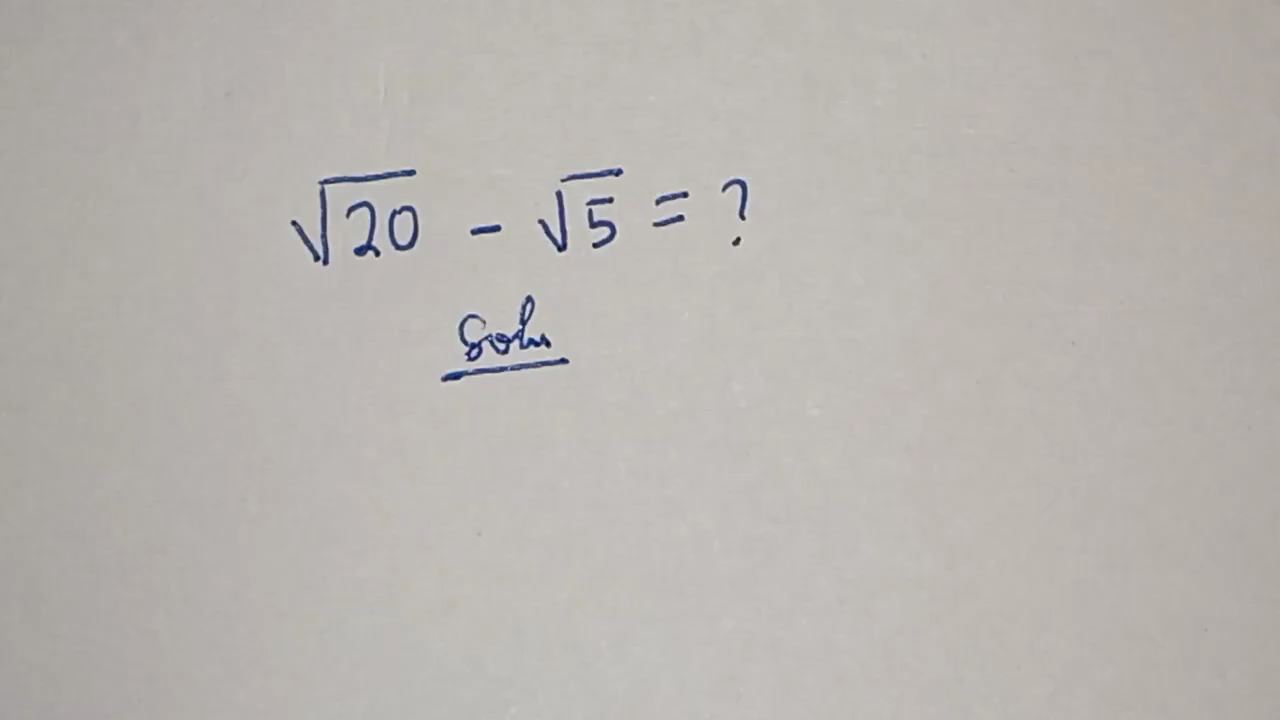 √20 - √5 = ?
Soln